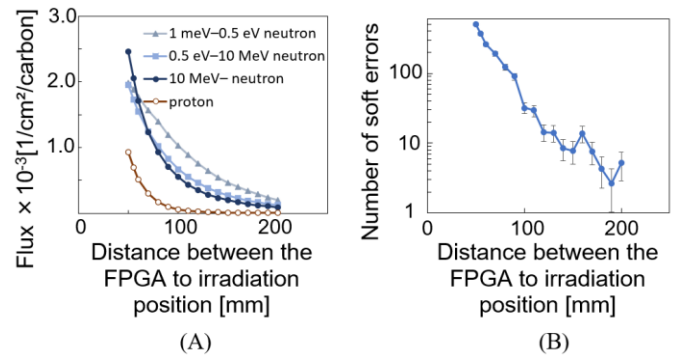 3.0
2.0
1.0
Flux ×10⁻³[1/cm²/carbon]
1 meV–0.5 eV neutron
0.5 eV–10 MeV neutron
10 MeV– neutron
proton
0 100 200
Distance between the
FPGA to irradiation
position [mm]
(A)
Number of soft errors
100
10
1
0 100 200
Distance between the
FPGA to irradiation
position [mm]
(B)